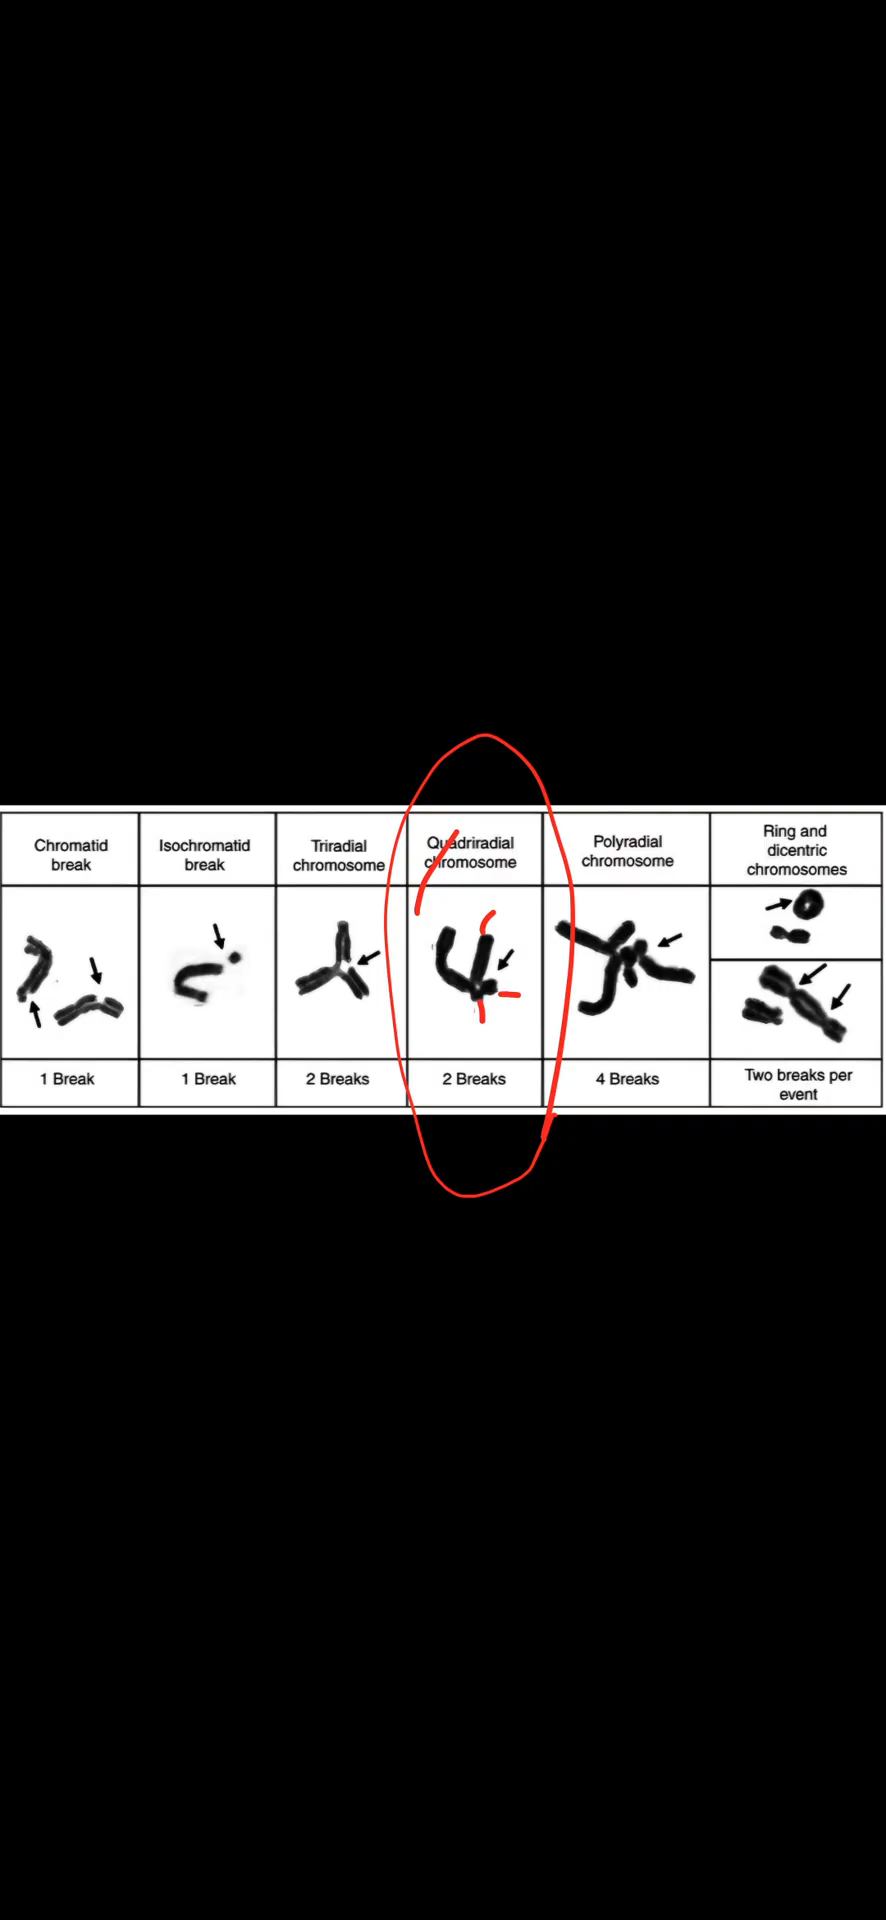 Chromatid
break
Isochromatid
break
Triradial
chromosome
Quadriradial
chromosome
Polyradial
chromosome
Ring and
dicentric
chromosomes
1 Break
1 Break
2 Breaks
2 Breaks
4 Breaks
Two breaks per
event